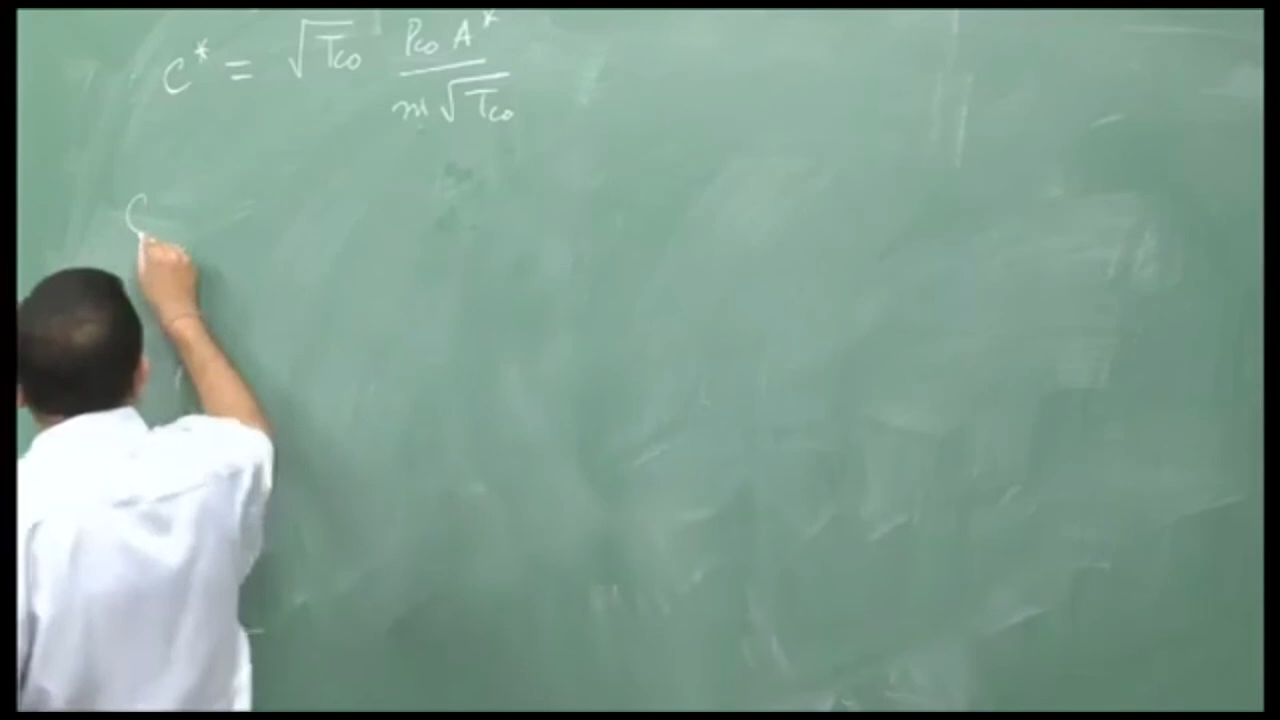 C* = √Tco Pco A* / ṁ √Tco
C